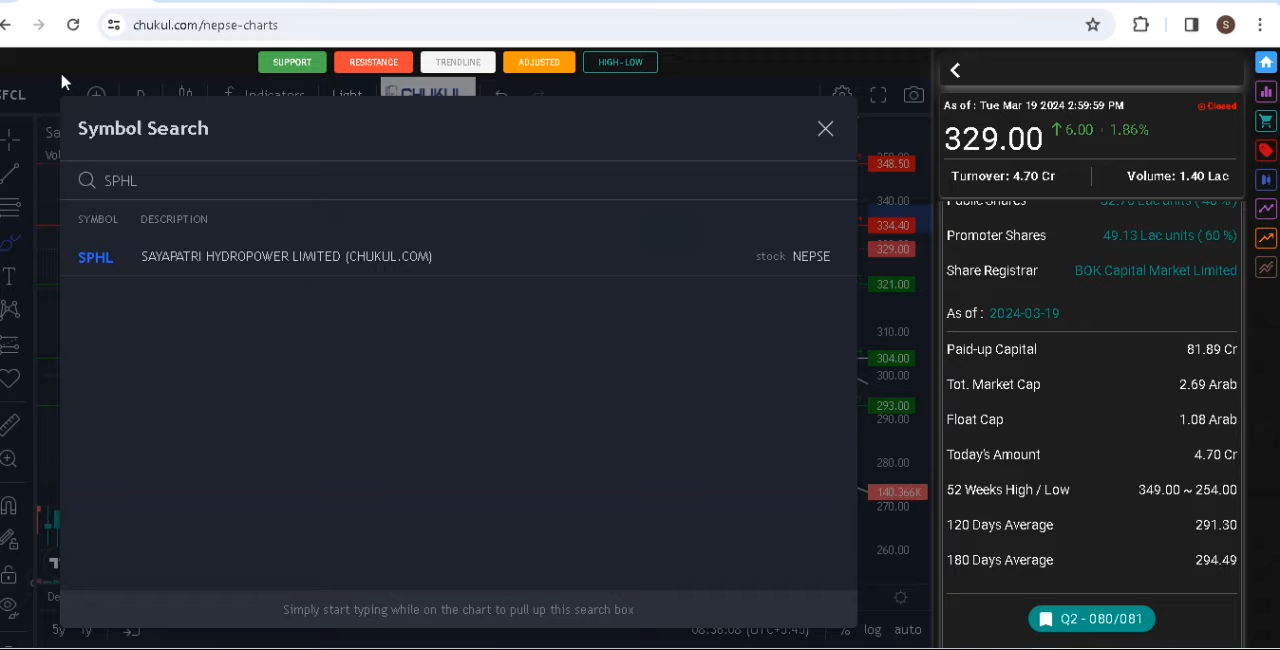 chukul.com/nepse-charts
S
SUPPORT
RESISTANCE
TRENDLINE
ADJUSTED
HIGH-LOW
FCL
D
Indicators
Light
CHUKUL
Symbol Search
SPHL
SYMBOL DESCRIPTION
SPHL SAYAPATRI HYDROPOWER LIMITED (CHUKUL.COM) stock NEPSE
Simply start typing while on the chart to pull up this search box
348.50
340.00
334.40
329.00
321.00
310.00
304.00
300.00
293.00
290.00
280.00
140.366K
270.00
260.00
5y 1y
% log auto
As of : Tue Mar 19 2024 2:59:59 PM Closed
329.00 ↑ 6.00 1.86%
Turnover: 4.70 Cr Volume: 1.40 Lac
Public Shares
Promoter Shares 49.13 Lac units ( 60 %)
Share Registrar BOK Capital Market Limited
As of : 2024-03-19
Paid-up Capital 81.89 Cr
Tot. Market Cap 2.69 Arab
Float Cap 1.08 Arab
Today's Amount 4.70 Cr
52 Weeks High / Low 349.00 ~ 254.00
120 Days Average 291.30
180 Days Average 294.49
Q2 - 080/081